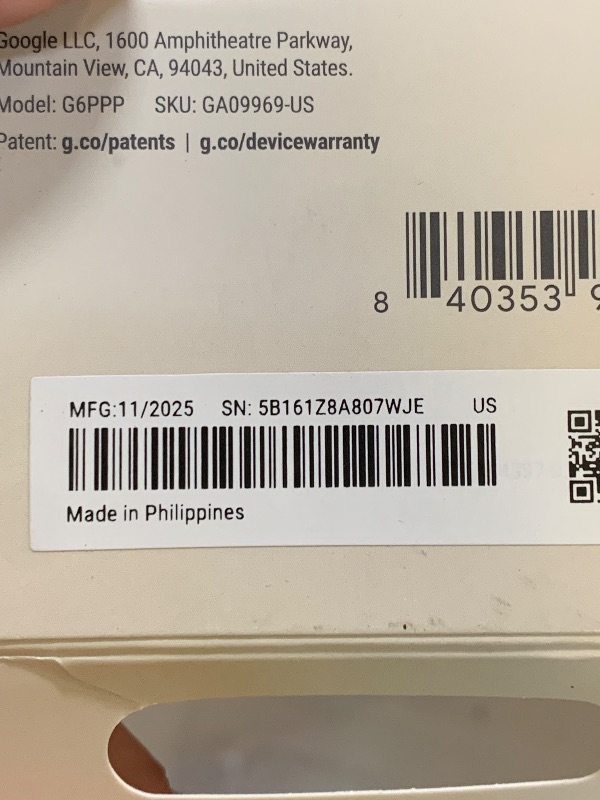 Google LLC, 1600 Amphitheatre Parkway,
Mountain View, CA, 94043, United States.
Model: G6PPP SKU: GA09969-US
Patent: g.co/patents | g.co/devicewarranty
8 40353 9
MFG:11/2025 SN: 5B161Z8A807WJE US
Made in Philippines